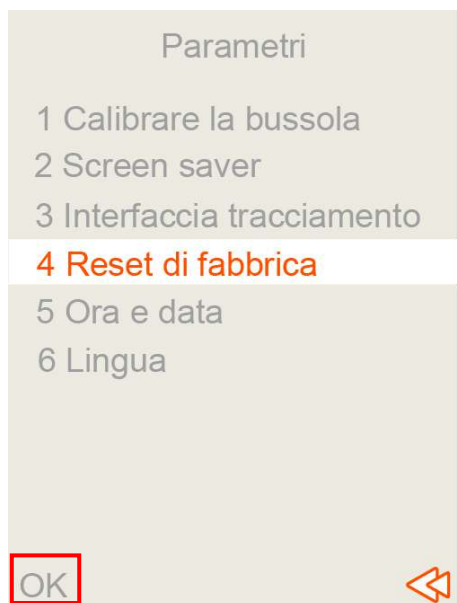 Parametri
1 Calibrare la bussola
2 Screen saver
3 Interfaccia tracciamento
4 Reset di fabbrica
5 Ora e data
6 Lingua
OK